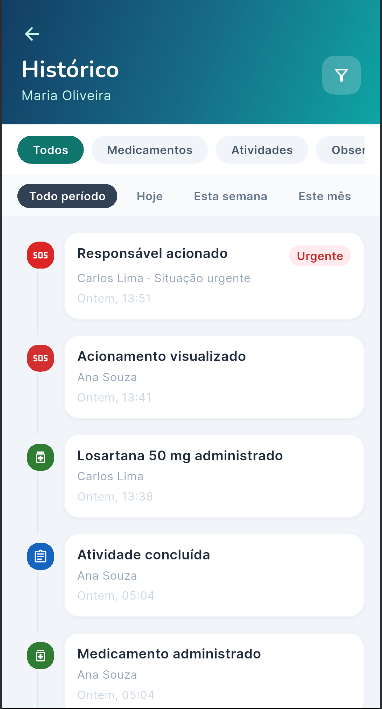 Histórico
Maria Oliveira
Todos
Medicamentos
Atividades
Obser
Todo período
Hoje
Esta semana
Este mês
SOS
Responsável acionado
Urgente
Carlos Lima · Situação urgente
Ontem, 13:51
SOS
Acionamento visualizado
Ana Souza
Ontem, 13:41
Losartana 50 mg administrado
Carlos Lima
Ontem, 13:38
Atividade concluída
Ana Souza
Ontem, 05:04
Medicamento administrado
Ana Souza
Ontem, 05:04